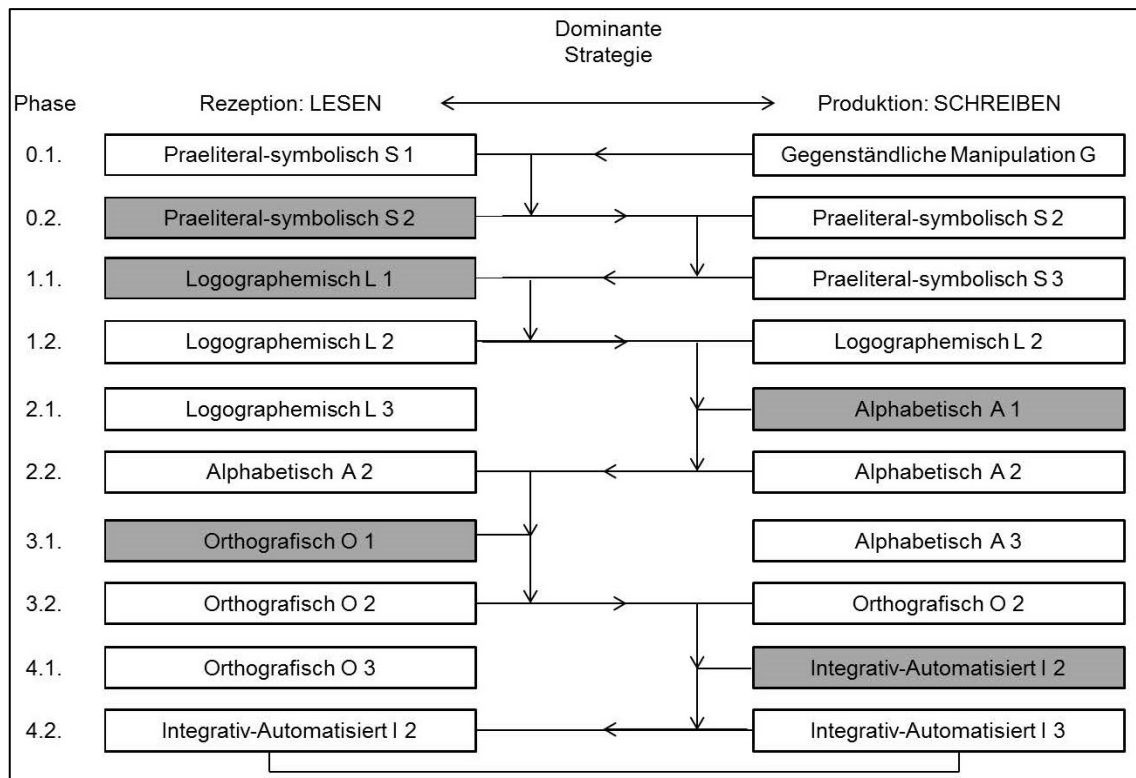 Dominante
Strategie
Phase Rezeption: LESEN Produktion: SCHREIBEN
0.1. Praeliteral-symbolisch S 1 Gegenständliche Manipulation G
0.2. Praeliteral-symbolisch S 2 Praeliteral-symbolisch S 2
1.1. Logographemisch L 1 Praeliteral-symbolisch S 3
1.2. Logographemisch L 2 Logographemisch L 2
2.1. Logographemisch L 3 Alphabetisch A 1
2.2. Alphabetisch A 2 Alphabetisch A 2
3.1. Orthografisch O 1 Alphabetisch A 3
3.2. Orthografisch O 2 Orthografisch O 2
4.1. Orthografisch O 3 Integrativ-Automatisiert I 2
4.2. Integrativ-Automatisiert I 2 Integrativ-Automatisiert I 3